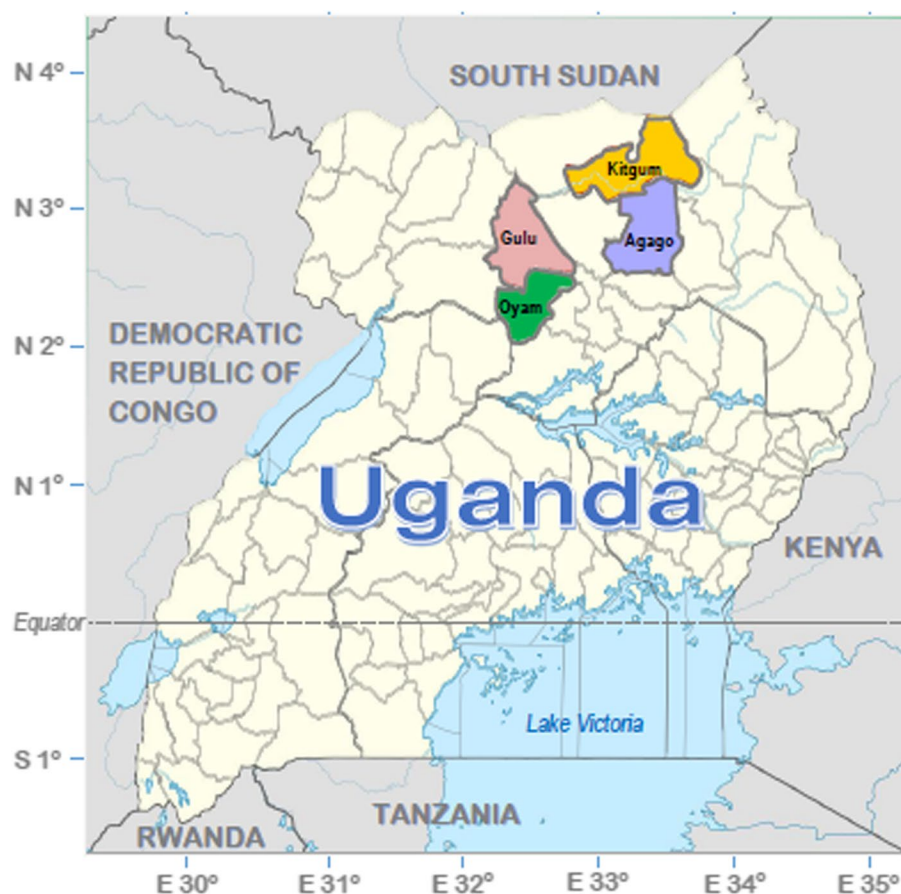 N 4°
SOUTH SUDAN
Kitgum
N 3°
Gulu
Agago
Oyam
DEMOCRATIC
REPUBLIC OF
CONGO
N 2°
N 1°
Uganda
KENYA
Equator
Lake Victoria
S 1°
TANZANIA
RWANDA
E 30°
E 31°
E 32°
E 33°
E 34°
E 35°